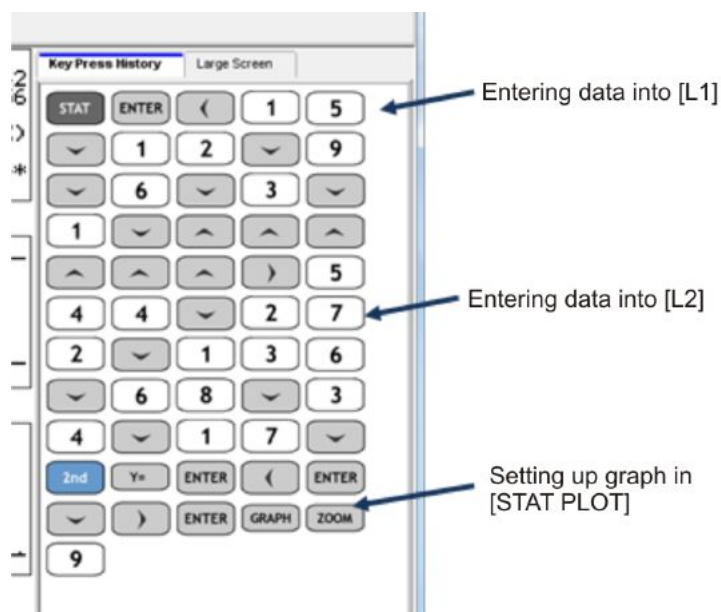 Key Press History Large Screen
STAT ENTER ( 1 5
1 2 9
6 3
1
) 5
4 4 2 7
2 1 3 6
6 8 3
4 1 7
2nd Y= ENTER ( ENTER
) ENTER GRAPH ZOOM
9
Entering data into [L1]
Entering data into [L2]
Setting up graph in
[STAT PLOT]